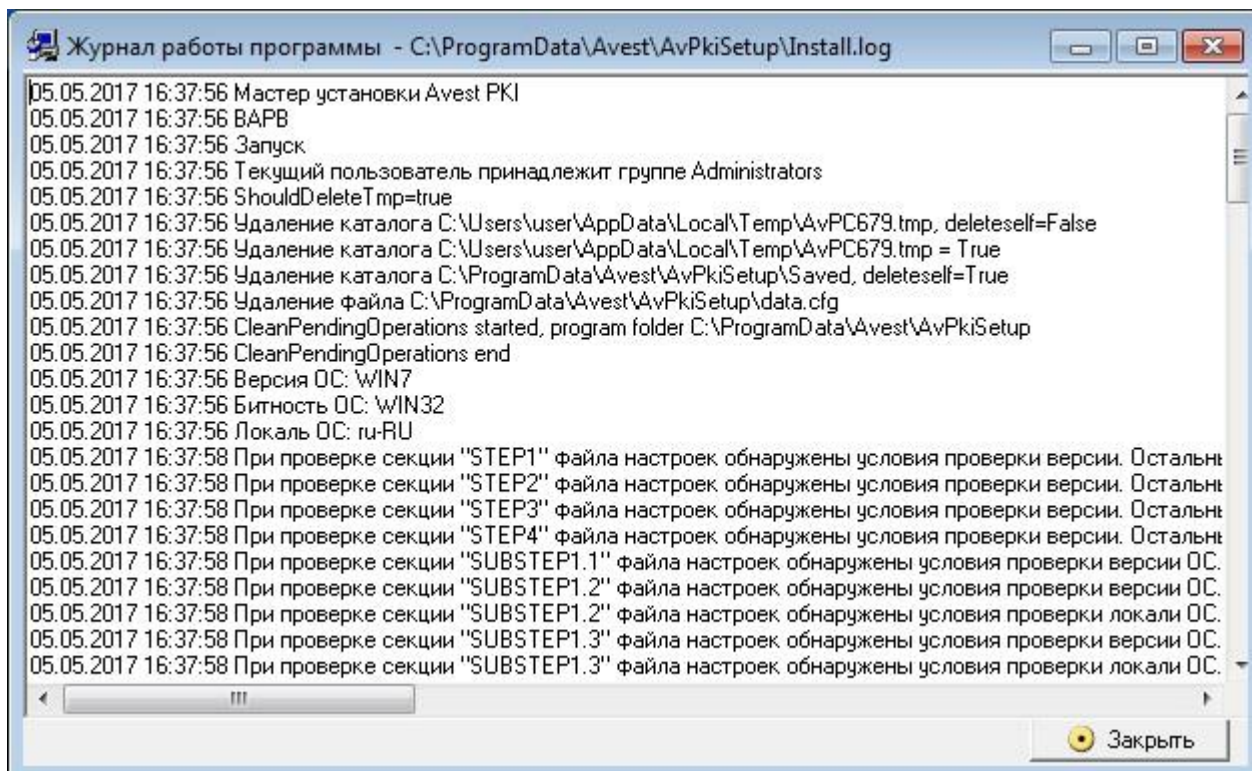 Журнал работы программы - C:\ProgramData\Avest\AvPkiSetup\Install.log
05.05.2017 16:37:56 Мастер установки Avest PKI
05.05.2017 16:37:56 BAPB
05.05.2017 16:37:56 Запуск
05.05.2017 16:37:56 Текущий пользователь принадлежит группе Administrators
05.05.2017 16:37:56 ShouldDeleteTmp=true
05.05.2017 16:37:56 Удаление каталога C:\Users\user\AppData\Local\Temp\AvPC679.tmp, deleteself=False
05.05.2017 16:37:56 Удаление каталога C:\Users\user\AppData\Local\Temp\AvPC679.tmp = True
05.05.2017 16:37:56 Удаление каталога C:\ProgramData\Avest\AvPkiSetup\Saved, deleteself=True
05.05.2017 16:37:56 Удаление файла C:\ProgramData\Avest\AvPkiSetup\data.cfg
05.05.2017 16:37:56 CleanPendingOperations started, program folder C:\ProgramData\Avest\AvPkiSetup
05.05.2017 16:37:56 CleanPendingOperations end
05.05.2017 16:37:56 Версия ОС: WIN7
05.05.2017 16:37:56 Битность ОС: WIN32
05.05.2017 16:37:56 Локаль ОС: ru-RU
05.05.2017 16:37:58 При проверке секции "STEP1" файла настроек обнаружены условия проверки версии. Остальн
05.05.2017 16:37:58 При проверке секции "STEP2" файла настроек обнаружены условия проверки версии. Остальн
05.05.2017 16:37:58 При проверке секции "STEP3" файла настроек обнаружены условия проверки версии. Остальн
05.05.2017 16:37:58 При проверке секции "STEP4" файла настроек обнаружены условия проверки версии. Остальн
05.05.2017 16:37:58 При проверке секции "SUBSTEP1.1" файла настроек обнаружены условия проверки версии ОС.
05.05.2017 16:37:58 При проверке секции "SUBSTEP1.2" файла настроек обнаружены условия проверки версии ОС.
05.05.2017 16:37:58 При проверке секции "SUBSTEP1.2" файла настроек обнаружены условия проверки локали ОС.
05.05.2017 16:37:58 При проверке секции "SUBSTEP1.3" файла настроек обнаружены условия проверки версии ОС.
05.05.2017 16:37:58 При проверке секции "SUBSTEP1.3" файла настроек обнаружены условия проверки локали ОС.
Закрыть